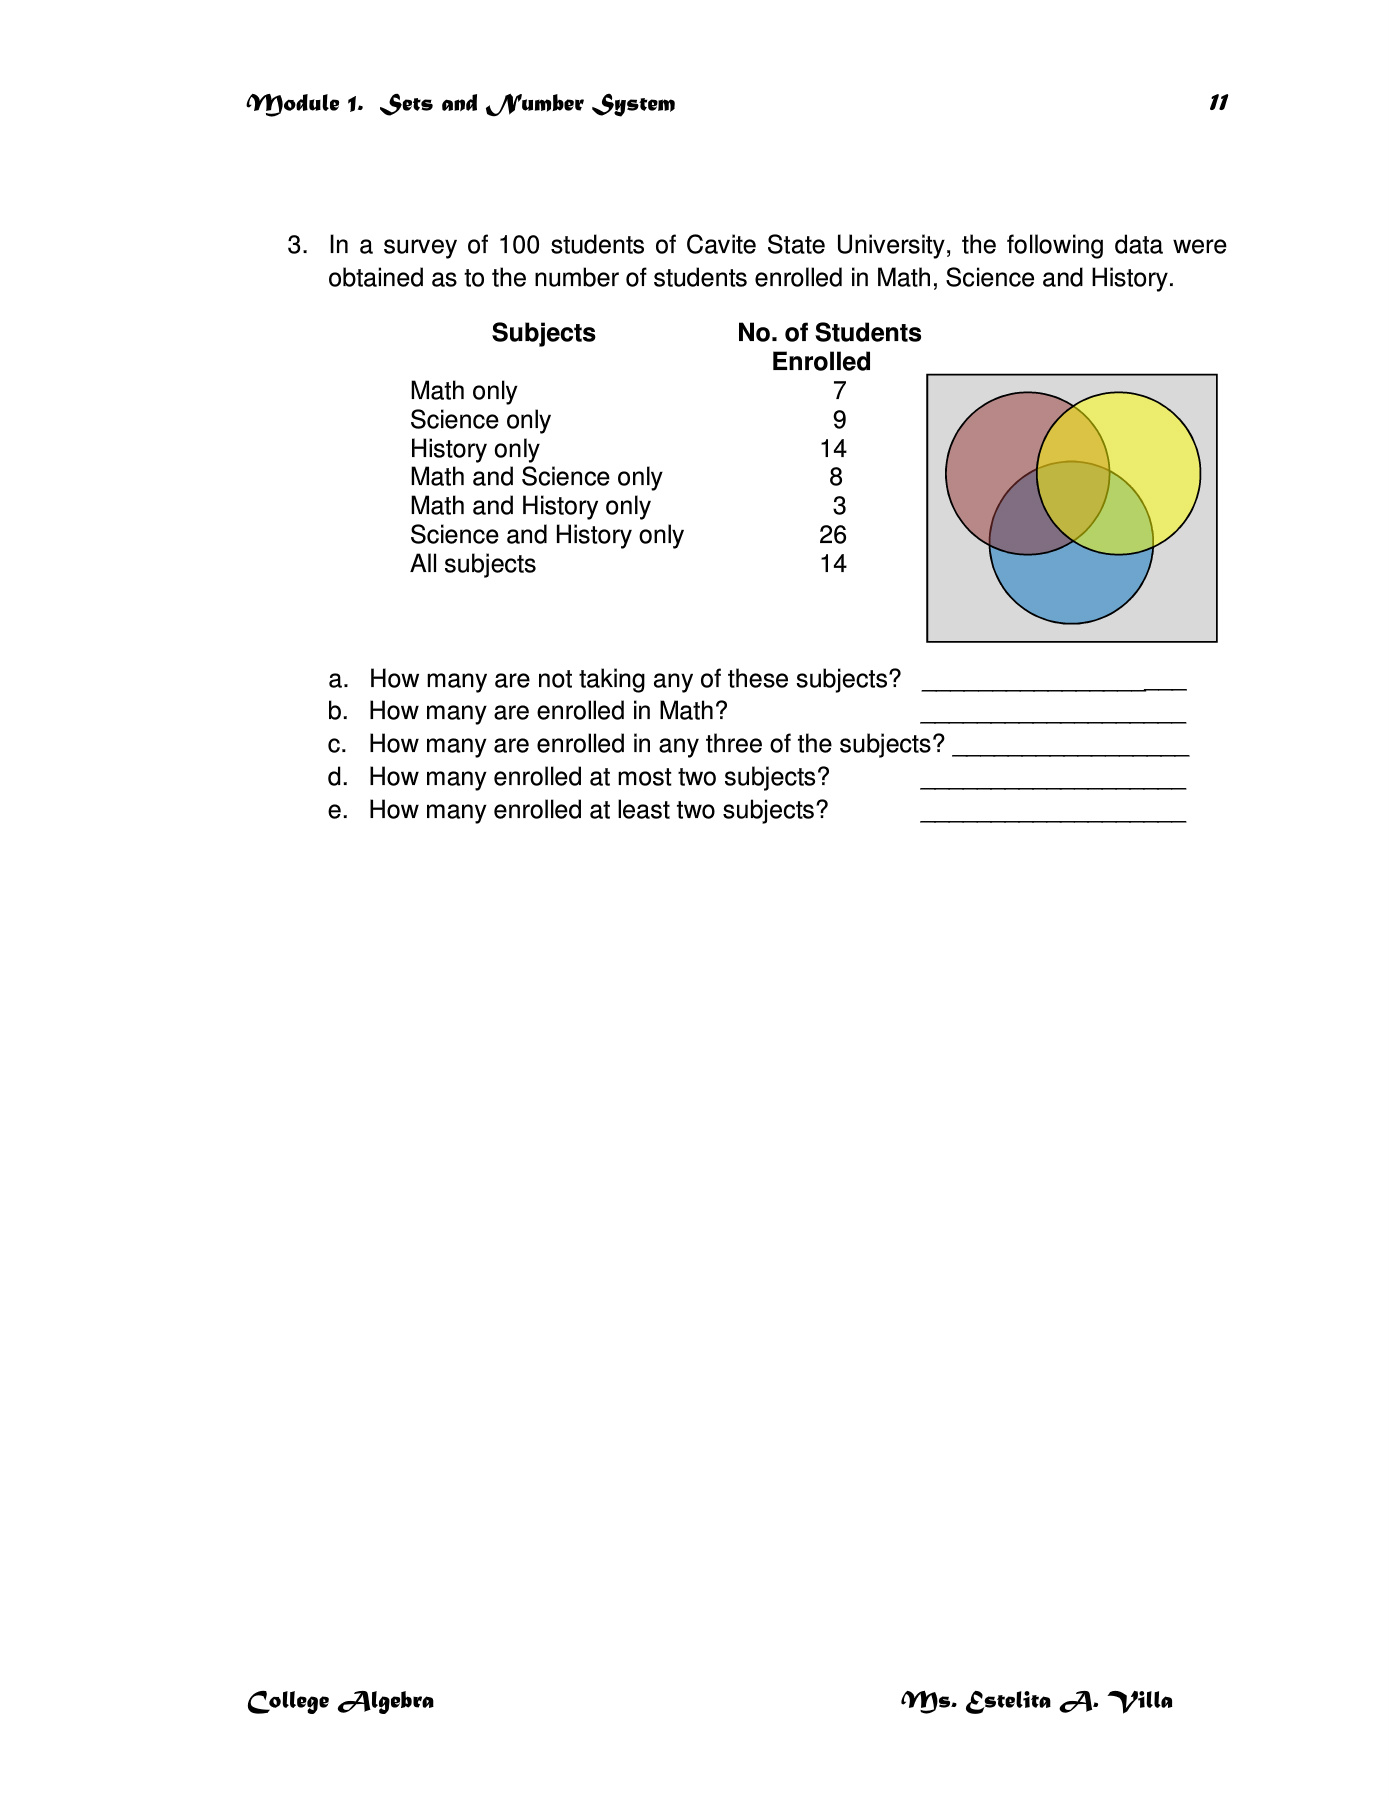 Module 1. Sets and Number System 11
3. In a survey of 100 students of Cavite State University, the following data were
obtained as to the number of students enrolled in Math, Science and History.
Subjects No. of Students
Enrolled
Math only 7
Science only 9
History only 14
Math and Science only 8
Math and History only 3
Science and History only 26
All subjects 14
a. How many are not taking any of these subjects? ___________________
b. How many are enrolled in Math? ___________________
c. How many are enrolled in any three of the subjects? _________________
d. How many enrolled at most two subjects? ___________________
e. How many enrolled at least two subjects? ___________________
College Algebra Ms. Estelita A. Villa